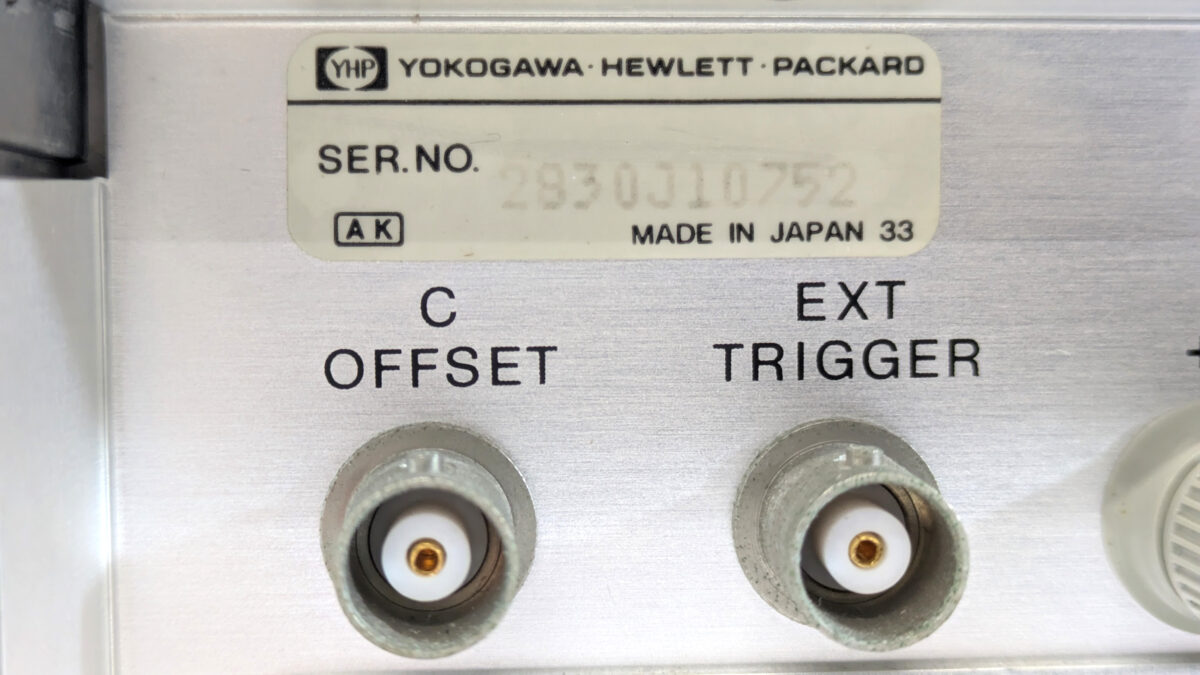 YHP YOKOGAWA·HEWLETT·PACKARD
SER.NO. 2830J10752
AK MADE IN JAPAN 33
C
OFFSET
EXT
TRIGGER